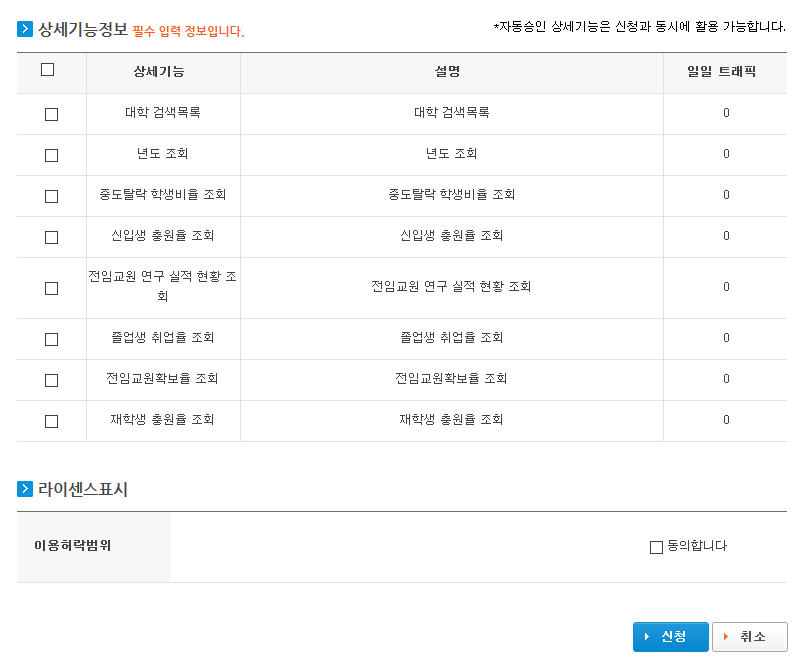 상세기능정보 필수 입력 정보입니다. *자동승인 상세기능은 신청과 동시에 활용 가능합니다.
상세기능 설명 일일 트래픽
대학 검색목록 대학 검색목록 0
년도 조회 년도 조회 0
중도탈락 학생비율 조회 중도탈락 학생비율 조회 0
신입생 충원율 조회 신입생 충원율 조회 0
전임교원 연구 실적 현황 조
회 전임교원 연구 실적 현황 조회 0
졸업생 취업율 조회 졸업생 취업율 조회 0
전임교원확보율 조회 전임교원확보율 조회 0
재학생 충원율 조회 재학생 충원율 조회 0
라이센스표시
이용허락범위 동의합니다
신청 취소